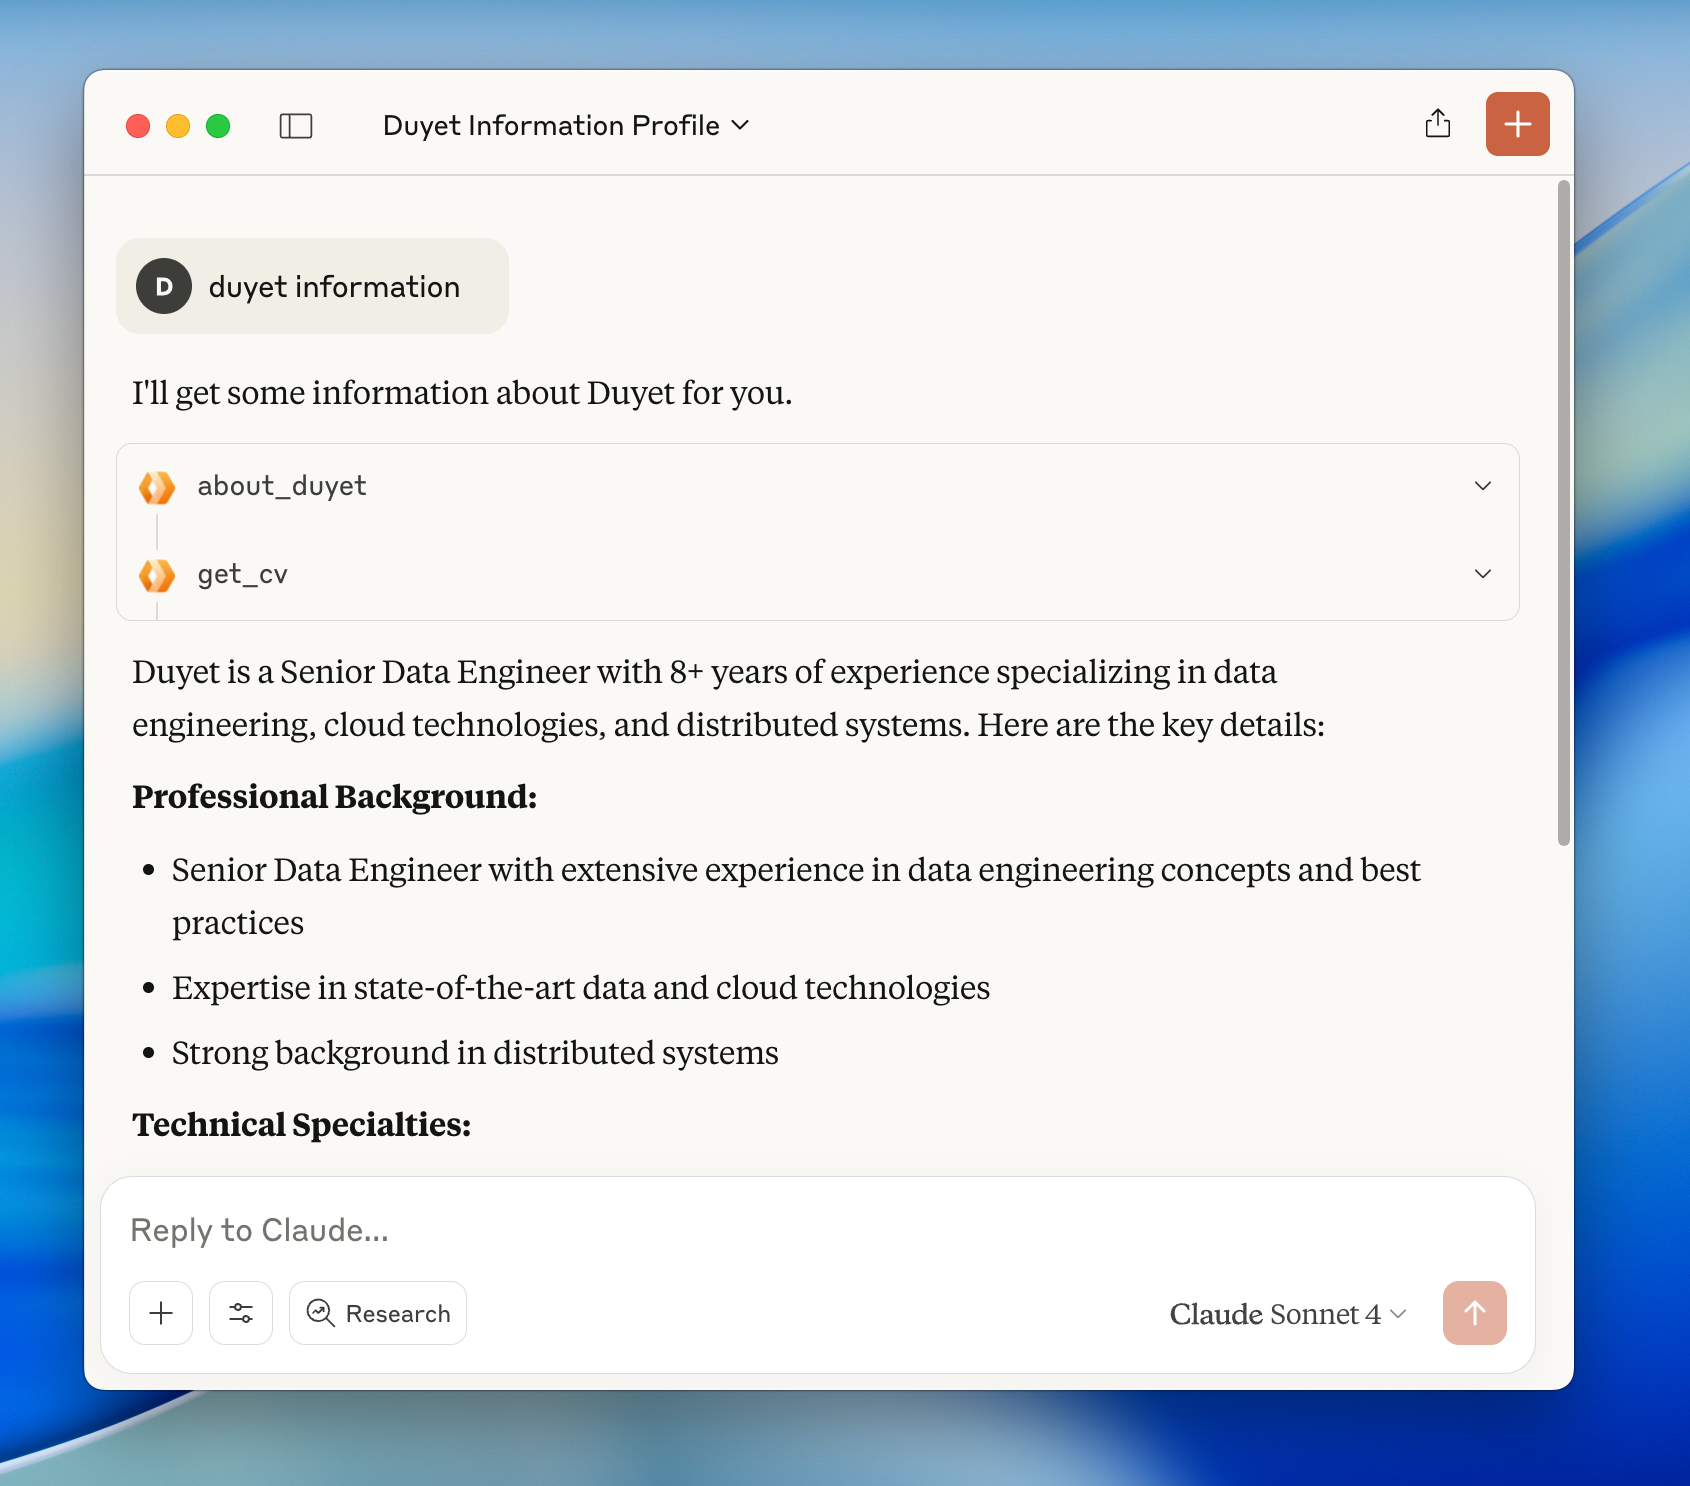 Duyet Information Profile
D
duyet information
I'll get some information about Duyet for you.
about_duyet
get_cv
Duyet is a Senior Data Engineer with 8+ years of experience specializing in data
engineering, cloud technologies, and distributed systems. Here are the key details:
Professional Background:
• Senior Data Engineer with extensive experience in data engineering concepts and best
practices
• Expertise in state-of-the-art data and cloud technologies
• Strong background in distributed systems
Technical Specialties:
Reply to Claude...
Research
Claude Sonnet 4